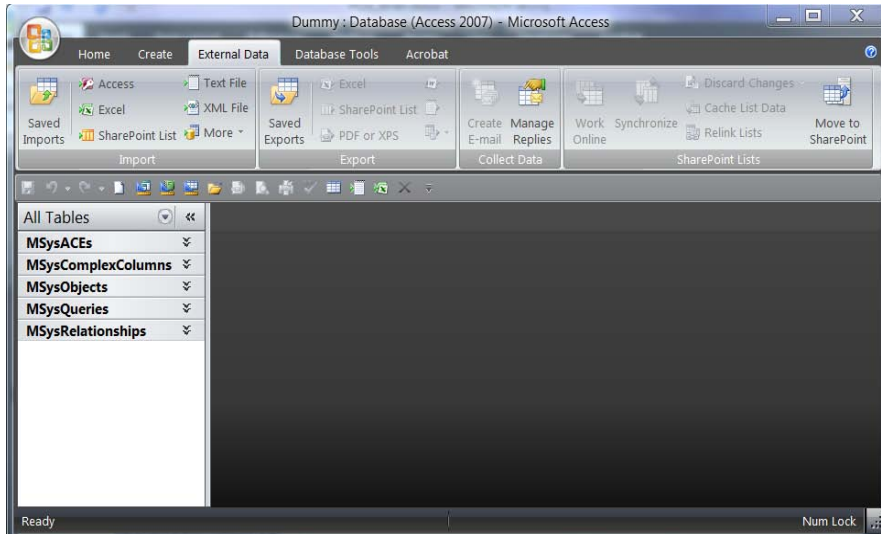 Dummy : Database (Access 2007) - Microsoft Access
Home Create External Data Database Tools Acrobat
Saved Imports
Access
Excel
SharePoint List
Text File
XML File
More
Import
Saved Exports
Excel
SharePoint List
PDF or XPS
Export
Create E-mail
Manage Replies
Collect Data
Work Online
Synchronize
Discard Changes
Cache List Data
Relink Lists
Move to SharePoint
SharePoint Lists
All Tables
MSysACEs
MSysComplexColumns
MSysObjects
MSysQueries
MSysRelationships
Ready
Num Lock